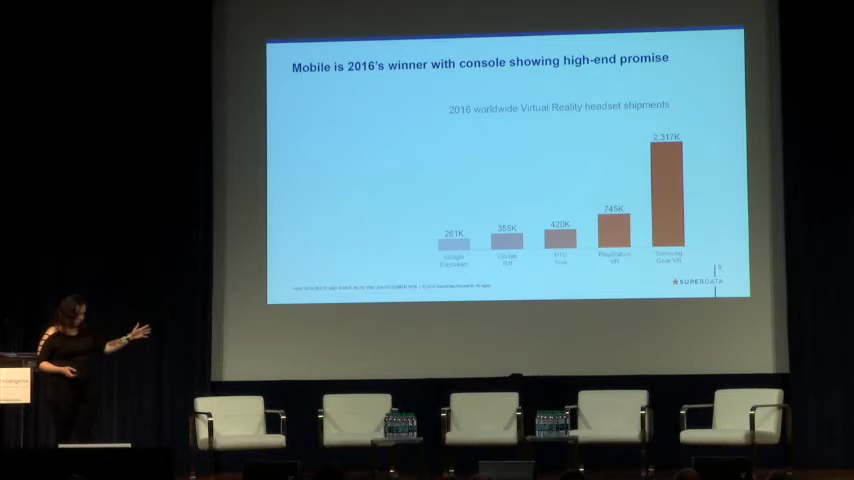 Mobile is 2016's winner with console showing high-end promise
2016 worldwide Virtual Reality headset shipments
2,317K
745K
420K
355K
261K
Google
Daydream
Oculus
Rift
HTC
Vive
PlayStation
VR
Samsung
Gear VR
SUPERDATA